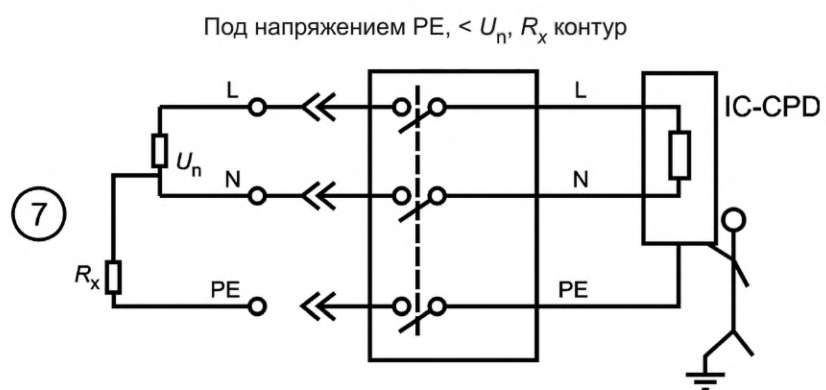 Под напряжением PE, < Uₙ, Rₓ контур
L
L
IC-CPD
Uₙ
N
N
7
Rₓ
PE
PE